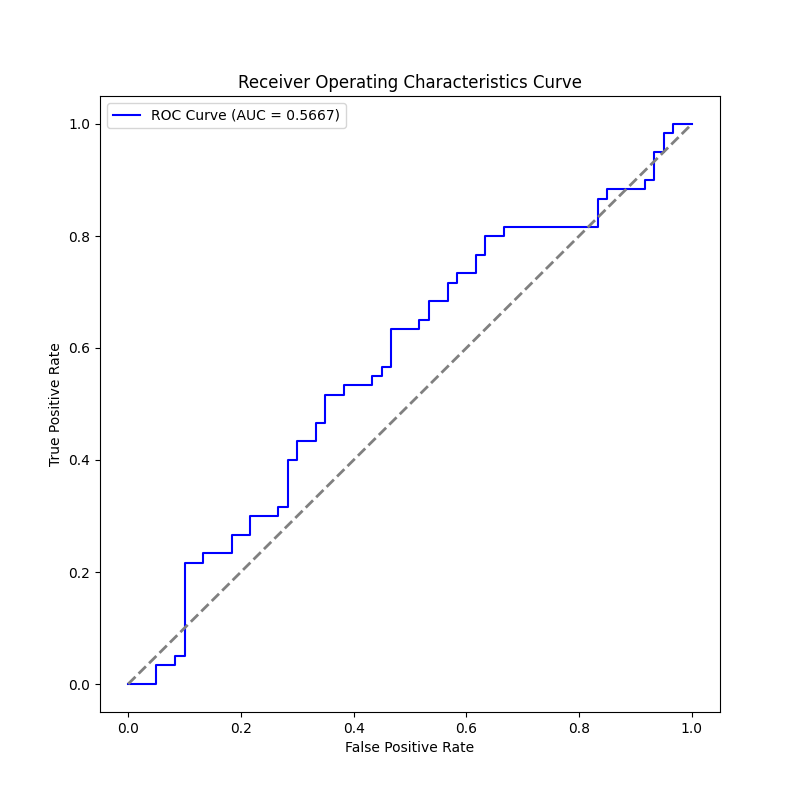 Receiver Operating Characteristics Curve
ROC Curve (AUC = 0.5667)
1.0
0.8
0.6
0.4
0.2
0.0
True Positive Rate
0.0 0.2 0.4 0.6 0.8 1.0
False Positive Rate